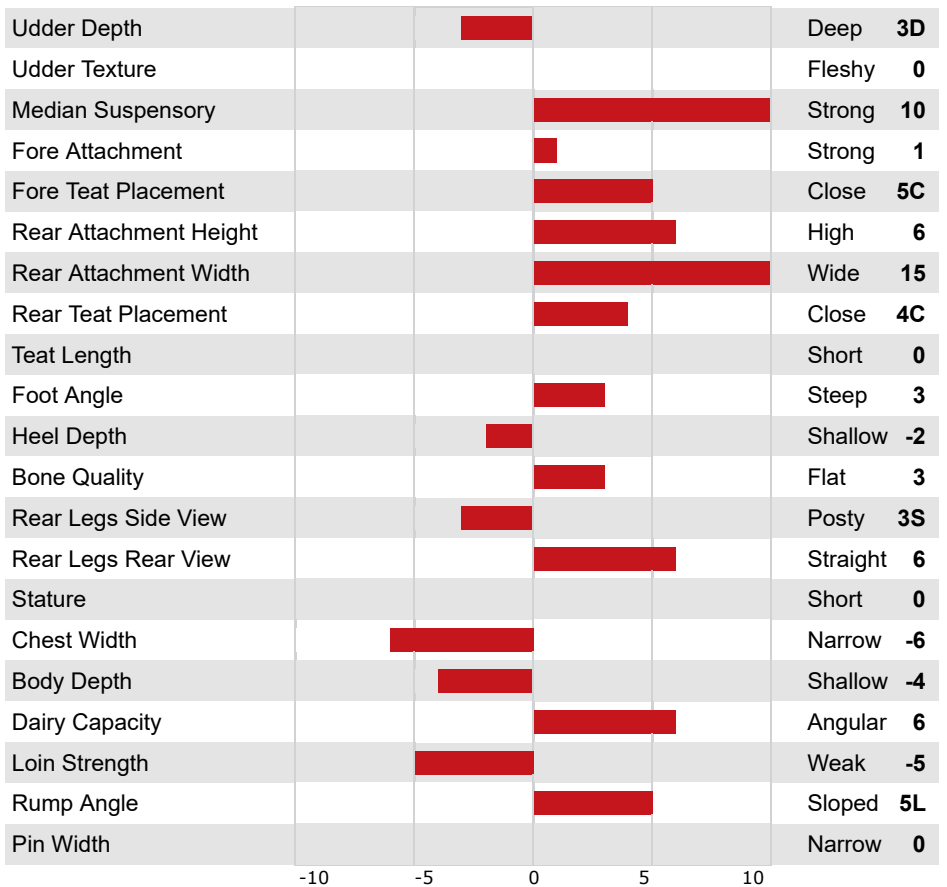 Udder Depth Deep 3D
Udder Texture Fleshy 0
Median Suspensory Strong 10
Fore Attachment Strong 1
Fore Teat Placement Close 5C
Rear Attachment Height High 6
Rear Attachment Width Wide 15
Rear Teat Placement Close 4C
Teat Length Short 0
Foot Angle Steep 3
Heel Depth Shallow -2
Bone Quality Flat 3
Rear Legs Side View Posty 3S
Rear Legs Rear View Straight 6
Stature Short 0
Chest Width Narrow -6
Body Depth Shallow -4
Dairy Capacity Angular 6
Loin Strength Weak -5
Rump Angle Sloped 5L
Pin Width Narrow 0
-10 -5 0 5 10